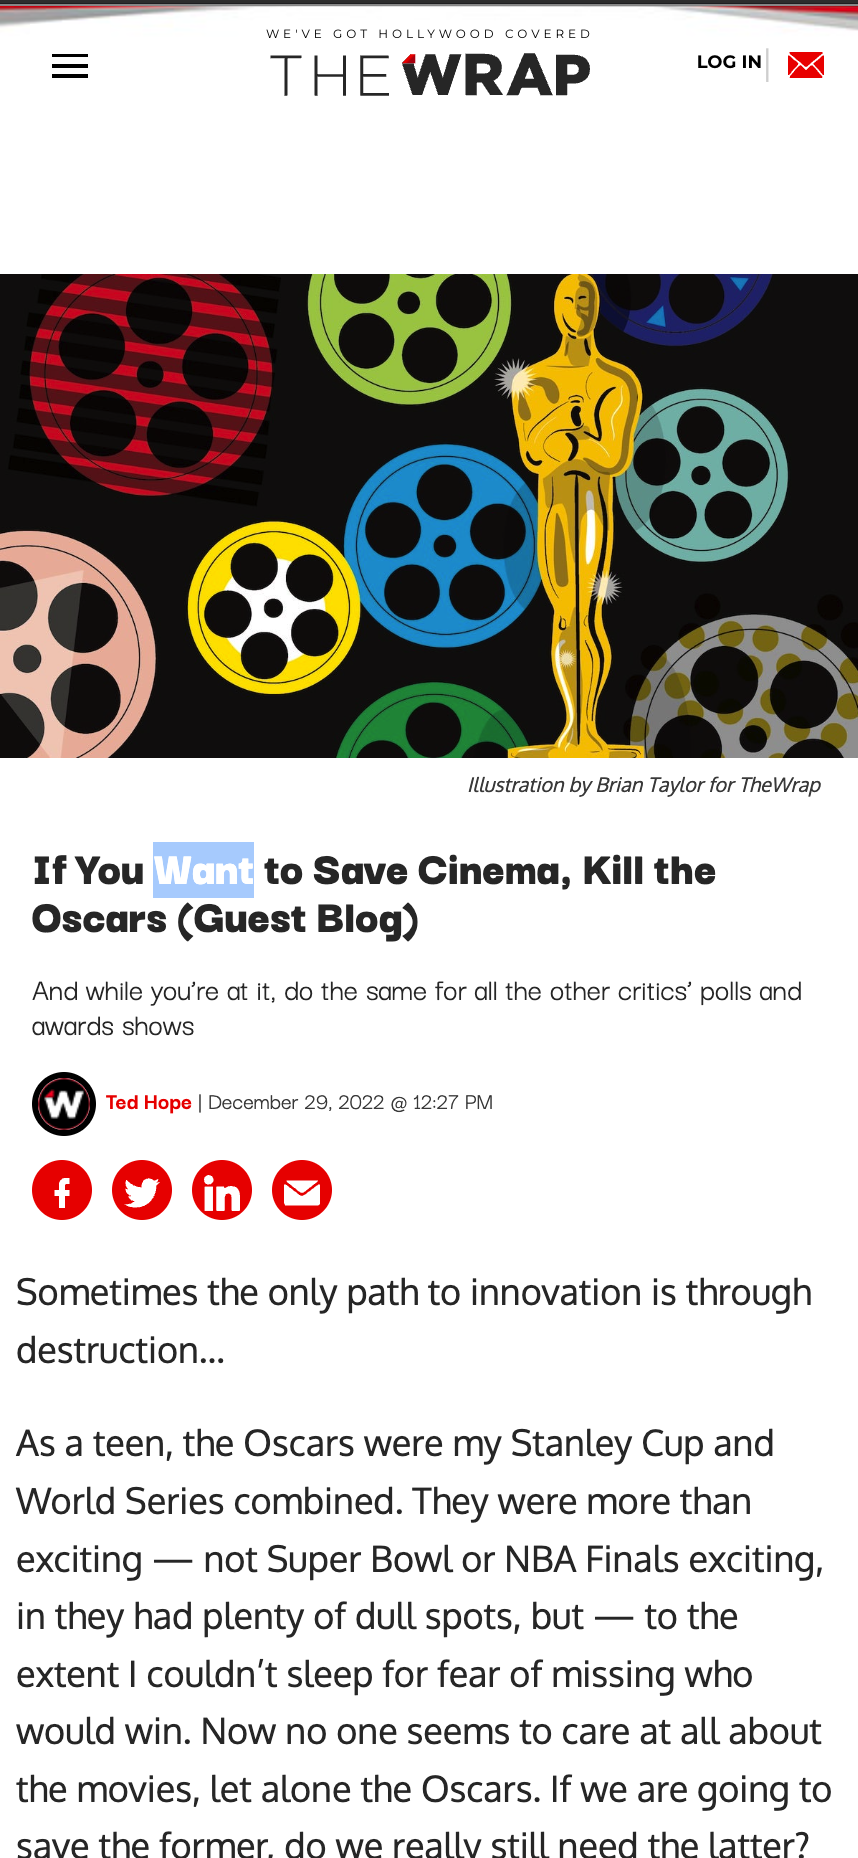 WE'VE GOT HOLLYWOOD COVERED
THE WRAP
LOG IN
Illustration by Brian Taylor for TheWrap
If You Want to Save Cinema, Kill the
Oscars (Guest Blog)
And while you’re at it, do the same for all the other critics’ polls and
awards shows
W
Ted Hope | December 29, 2022 @ 12:27 PM
Sometimes the only path to innovation is through
destruction…
As a teen, the Oscars were my Stanley Cup and
World Series combined. They were more than
exciting — not Super Bowl or NBA Finals exciting,
in they had plenty of dull spots, but — to the
extent I couldn’t sleep for fear of missing who
would win. Now no one seems to care at all about
the movies, let alone the Oscars. If we are going to
save the former, do we really still need the latter?